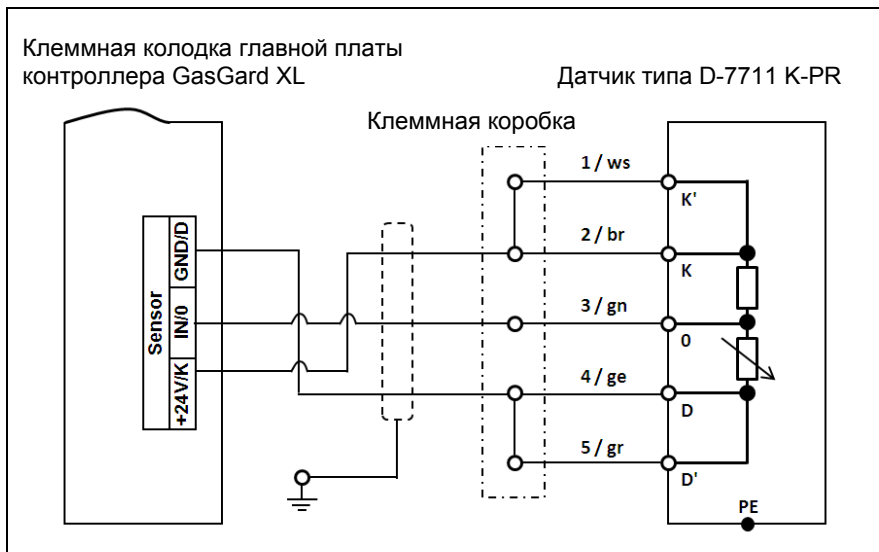 Клеммная колодка главной платы
контроллера GasGard XL
Датчик типа D-7711 K-PR
Клеммная коробка
1 / ws
K'
2 / br
K
3 / gn
0
4 / ge
D
5 / gr
D'
PE
Sensor
GND/D
IN/0
+24V/K